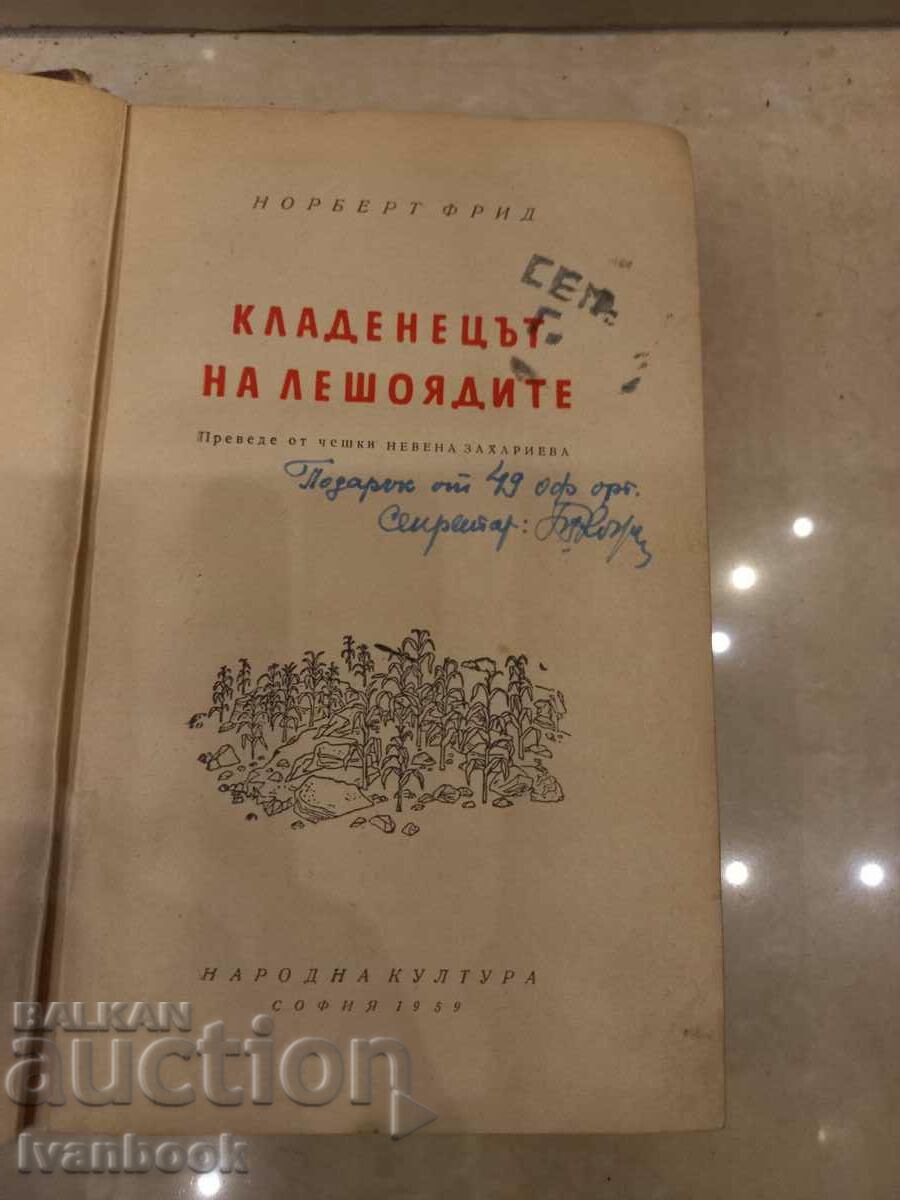 НОРБЕРТ ФРИД
СЕМ
КЛАДЕНЕЦЪТ
НА ЛЕШОЯДИТЕ
Преведе от чешки НЕВЕНА ЗАХАРИЕВА
Подарък от 49 оф орг.
Секретар:
НАРОДНА КУЛТУРА
СОФИЯ 1959
BALKAN
auction
Ivanbook